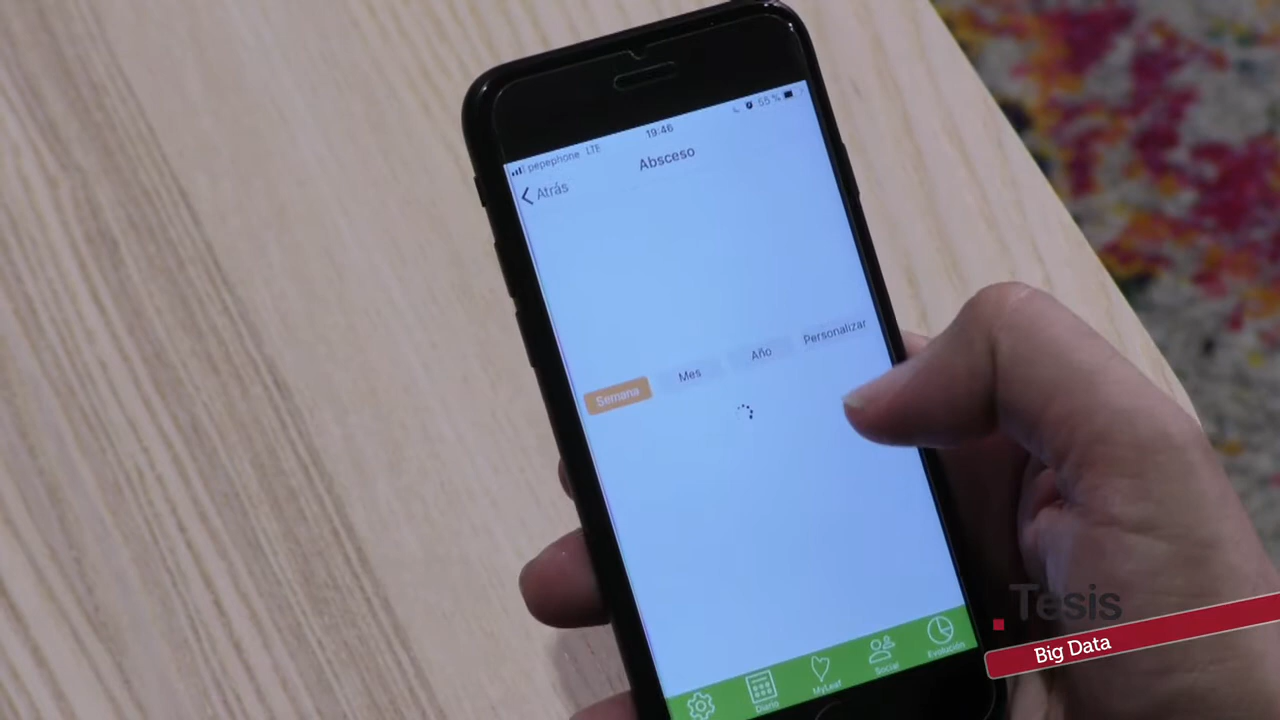 pepephone LTE
19:46
55 %
Atrás
Absceso
Semana
Mes
Año
Personalizar
Diario
MyLeaf
Social
Evolución
.Tesis
Big Data